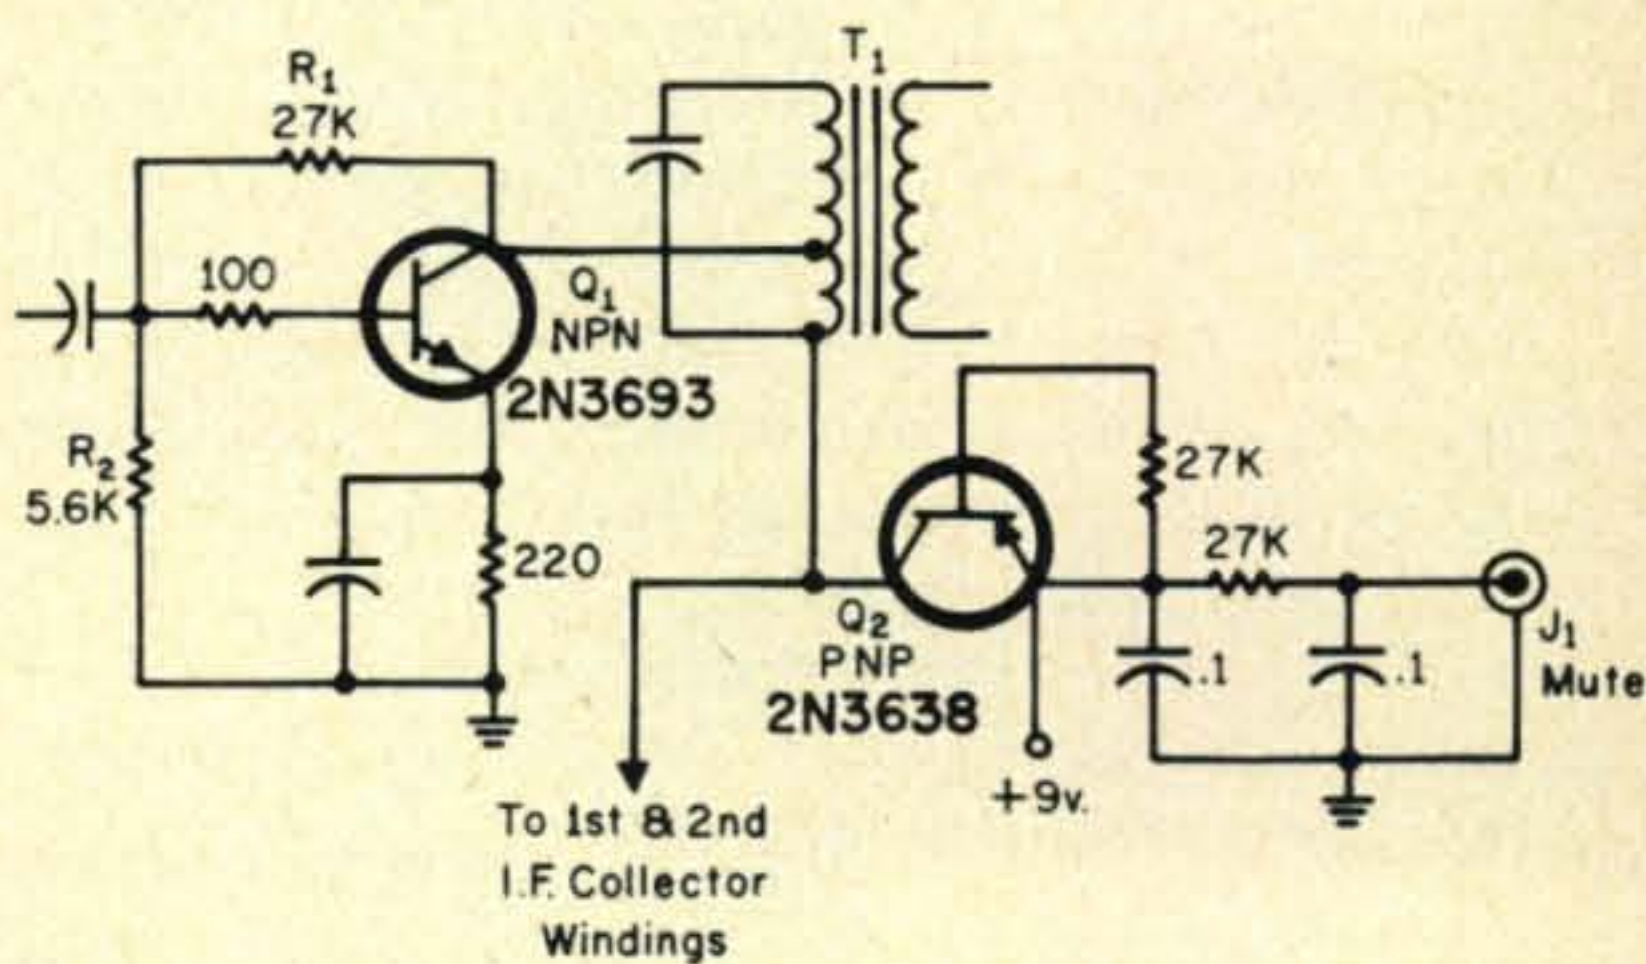 T1
R1
27K
100
Q1
NPN
2N3693
R2
5.6K
220
27K
27K
Q2
PNP
2N3638
.1
.1
J1
Mute
+9v.
To 1st & 2nd
I.F. Collector
Windings